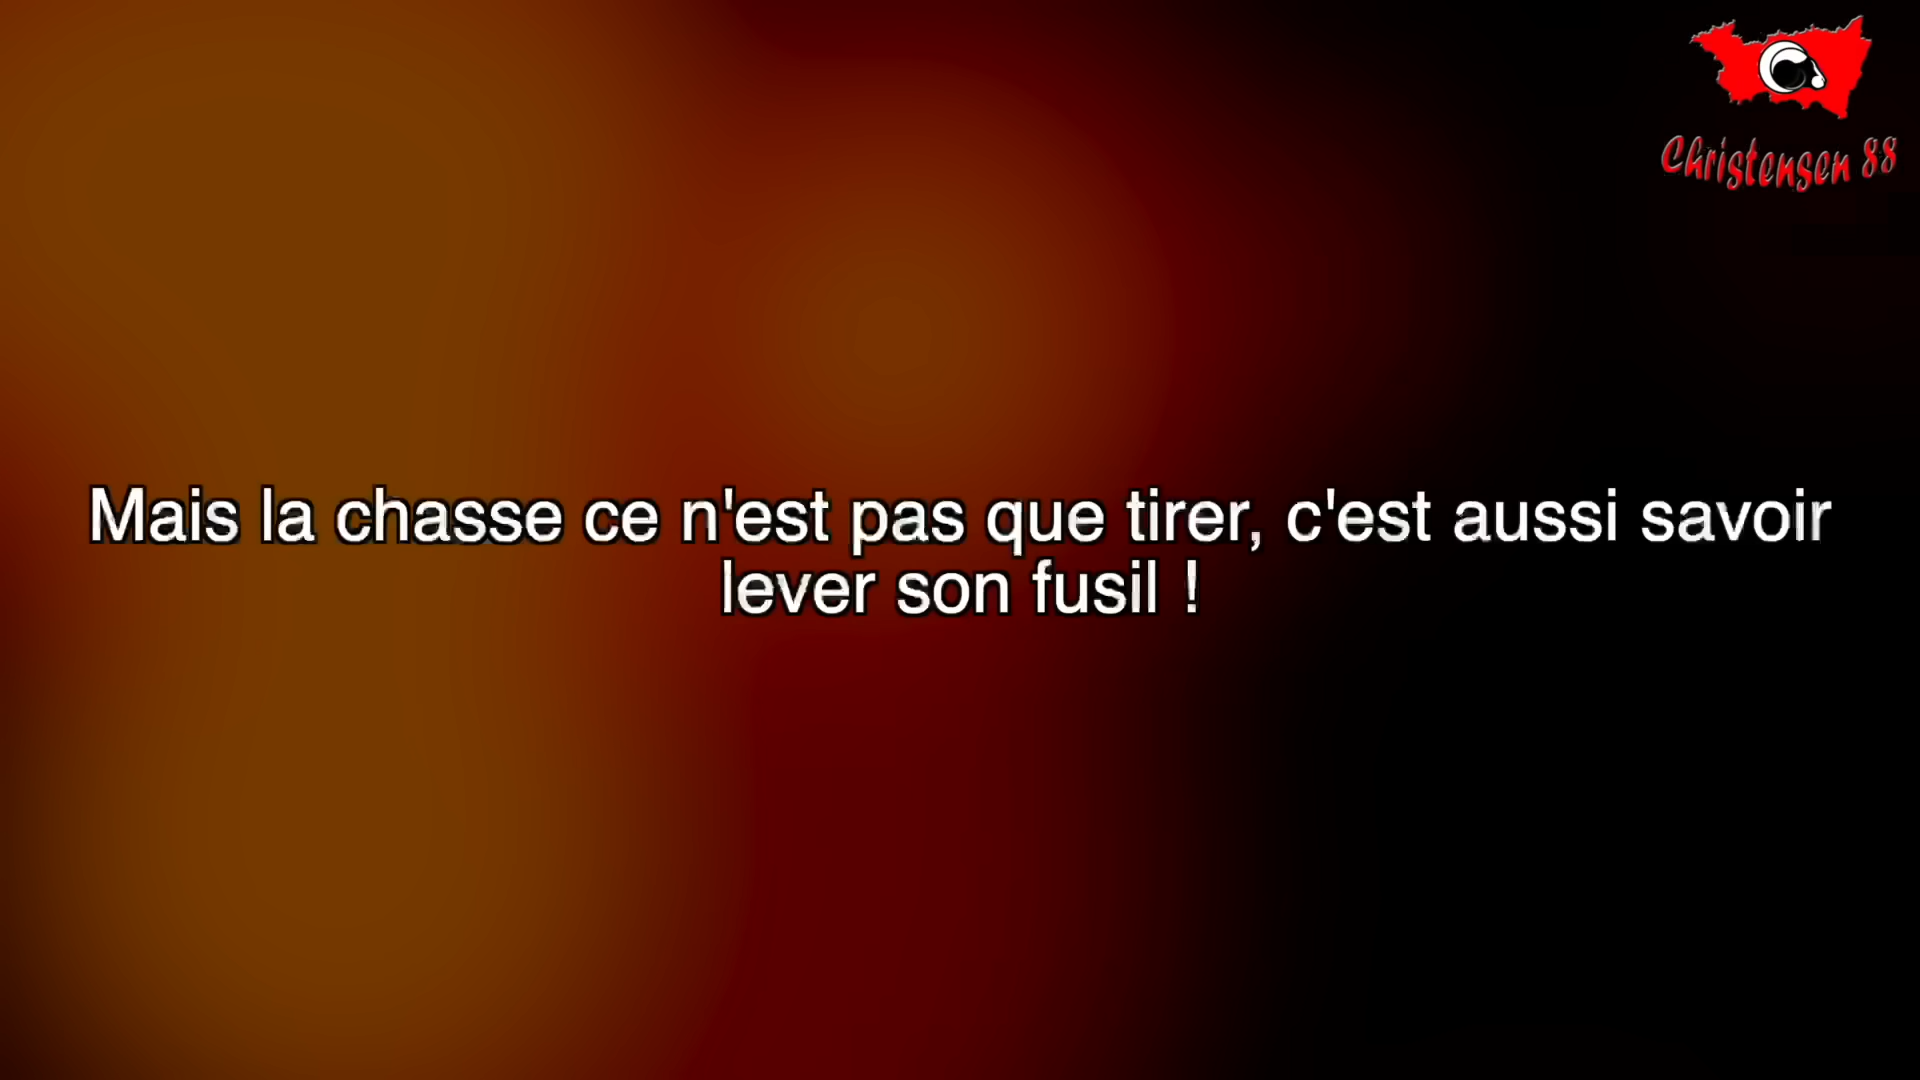 Christensen 88
Mais la chasse ce n'est pas que tirer, c'est aussi savoir
lever son fusil !